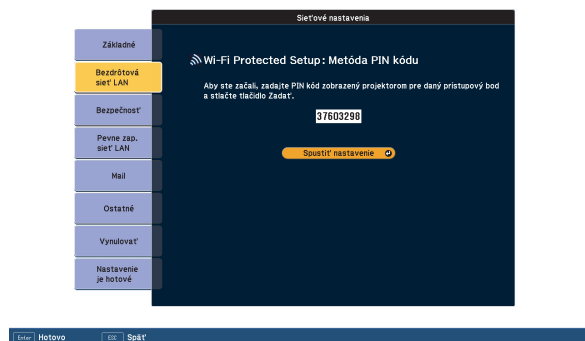 Sieťové nastavenia
Základné
Bezdrôtová
sieť LAN
Bezpečnosť
Pevne zap.
sieť LAN
Mail
Ostatné
Vynulovať
Nastavenie
je hotové
Wi-Fi Protected Setup: Metóda PIN kódu
Aby ste začali, zadajte PIN kód zobrazený projektorom pre daný prístupový bod
a stlačte tlačidlo Zadať.
37603298
Spustiť nastavenie
Enter Hotovo
ESC Späť